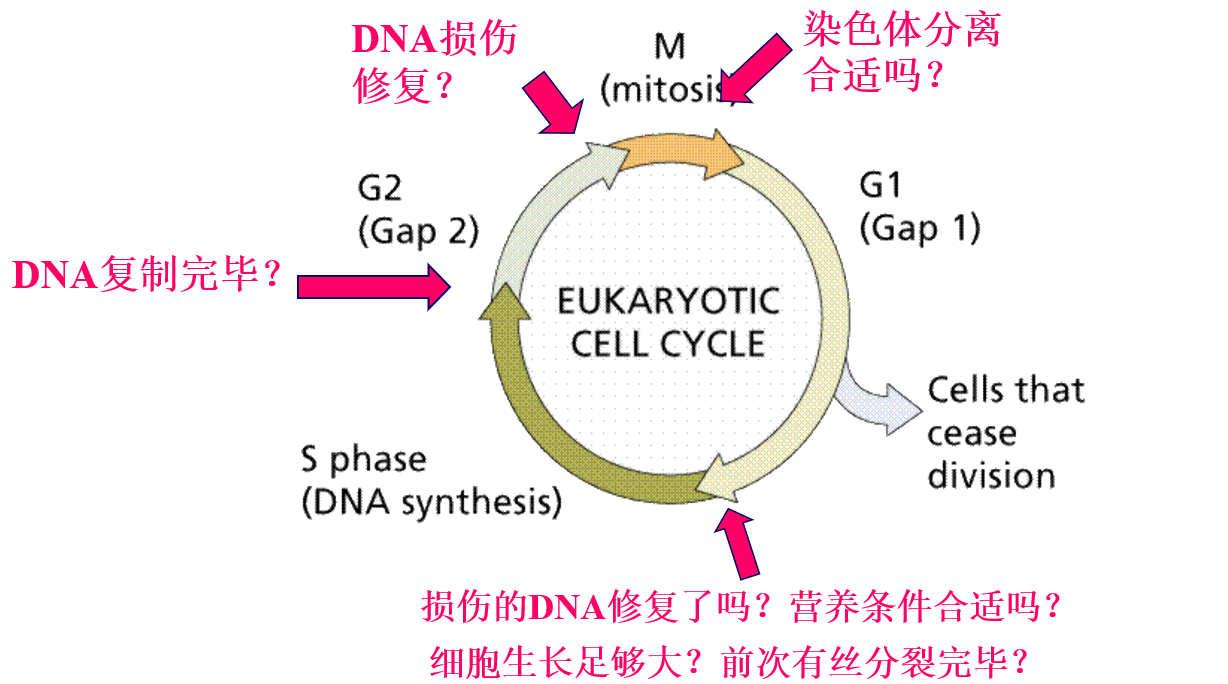 DNA损伤
修复？
M
(mitosis)
染色体分离
合适吗？
G2
(Gap 2)
G1
(Gap 1)
DNA复制完毕？
EUKARYOTIC
CELL CYCLE
Cells that
cease
division
S phase
(DNA synthesis)
损伤的DNA修复了吗？营养条件合适吗？
细胞生长足够大？前次有丝分裂完毕？